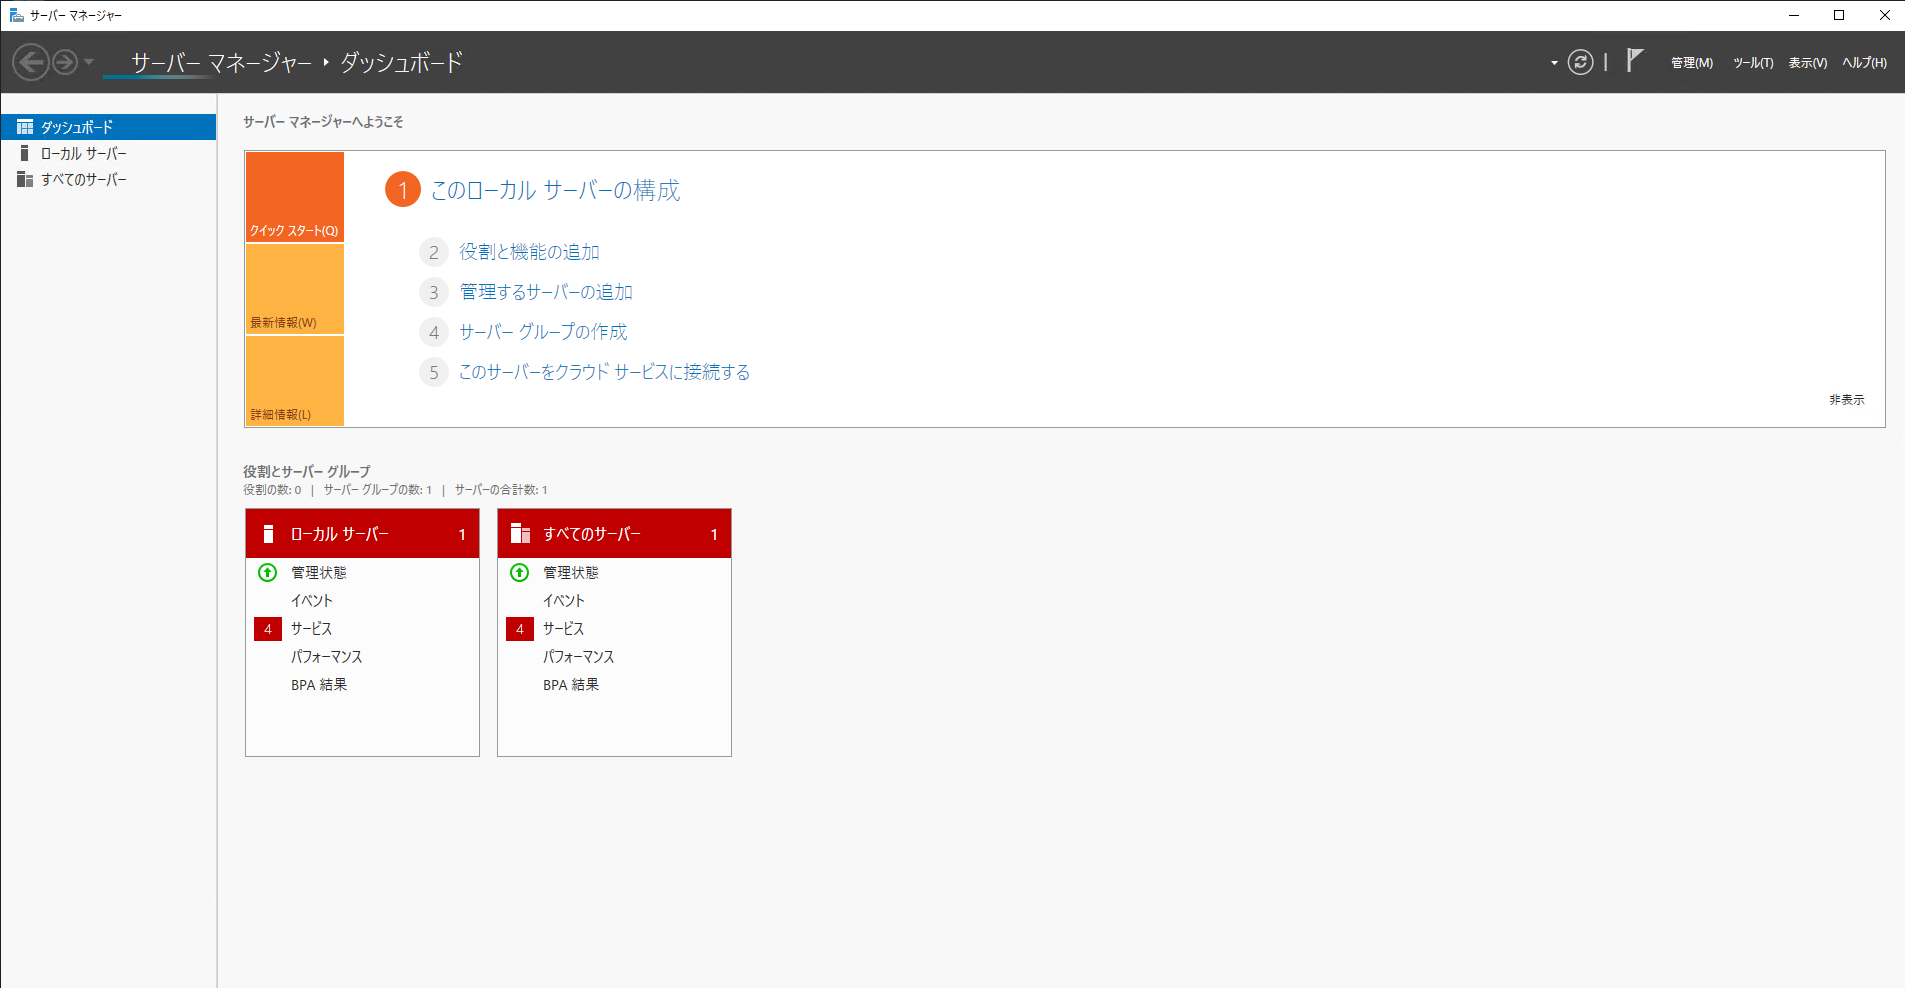 サーバー マネージャー
サーバー マネージャー ‣ ダッシュボード
管理(M) ツール(T) 表示(V) ヘルプ(H)
ダッシュボード
ローカル サーバー
すべてのサーバー
サーバー マネージャーへようこそ
クイック スタート(Q)
最新情報(W)
詳細情報(L)
1 このローカル サーバーの構成
2 役割と機能の追加
3 管理するサーバーの追加
4 サーバー グループの作成
5 このサーバーをクラウド サービスに接続する
非表示
役割とサーバー グループ
役割の数: 0 | サーバー グループの数: 1 | サーバーの合計数: 1
ローカル サーバー 1
管理状態
イベント
4 サービス
パフォーマンス
BPA 結果
すべてのサーバー 1
管理状態
イベント
4 サービス
パフォーマンス
BPA 結果